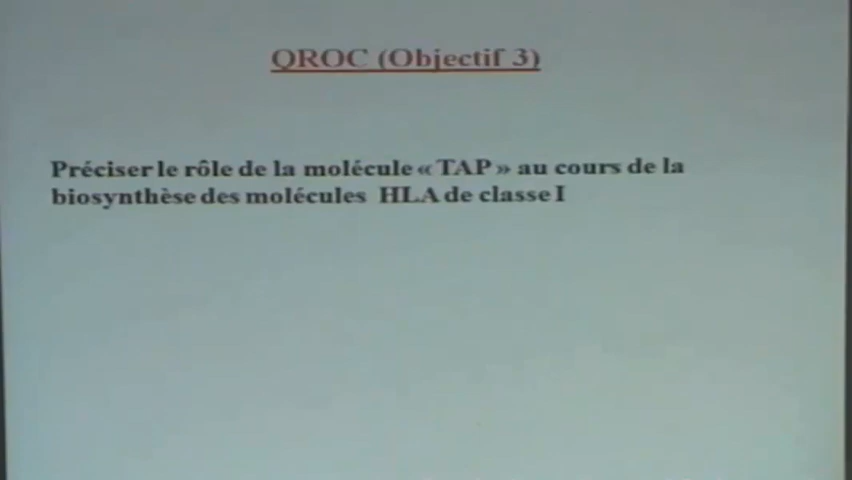 QROC (Objectif 3)
Préciser le rôle de la molécule « TAP » au cours de la
biosynthèse des molécules HLA de classe I